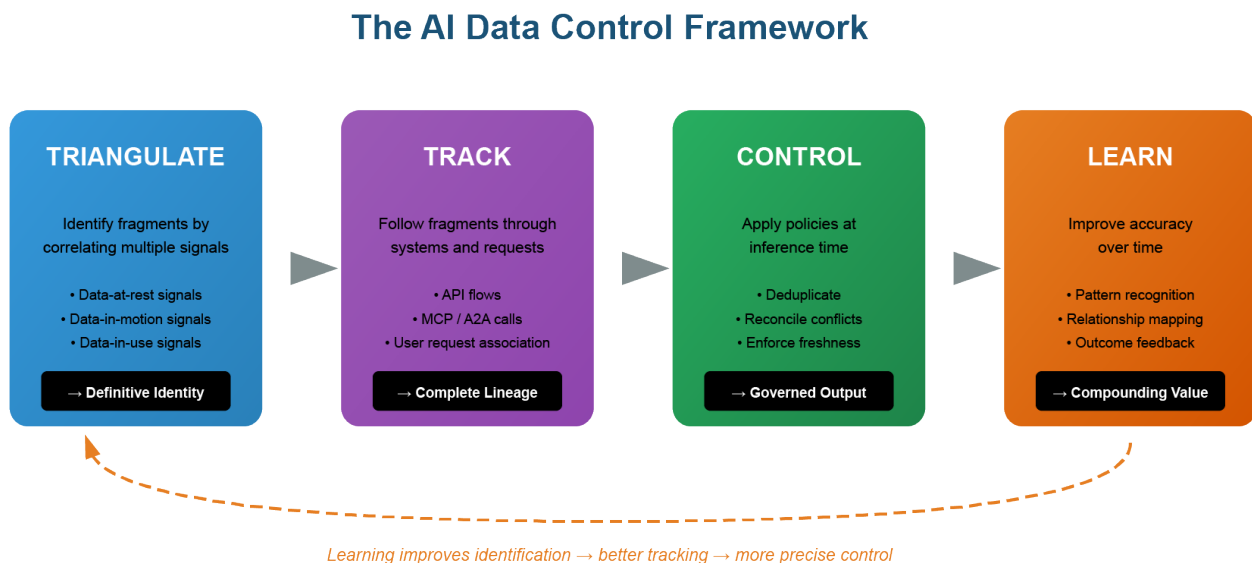 The AI Data Control Framework
TRIANGULATE
Identify fragments by
correlating multiple signals
• Data-at-rest signals
• Data-in-motion signals
• Data-in-use signals
→ Definitive Identity
TRACK
Follow fragments through
systems and requests
• API flows
• MCP / A2A calls
• User request association
→ Complete Lineage
CONTROL
Apply policies at
inference time
• Deduplicate
• Reconcile conflicts
• Enforce freshness
→ Governed Output
LEARN
Improve accuracy
over time
• Pattern recognition
• Relationship mapping
• Outcome feedback
→ Compounding Value
Learning improves identification → better tracking → more precise control